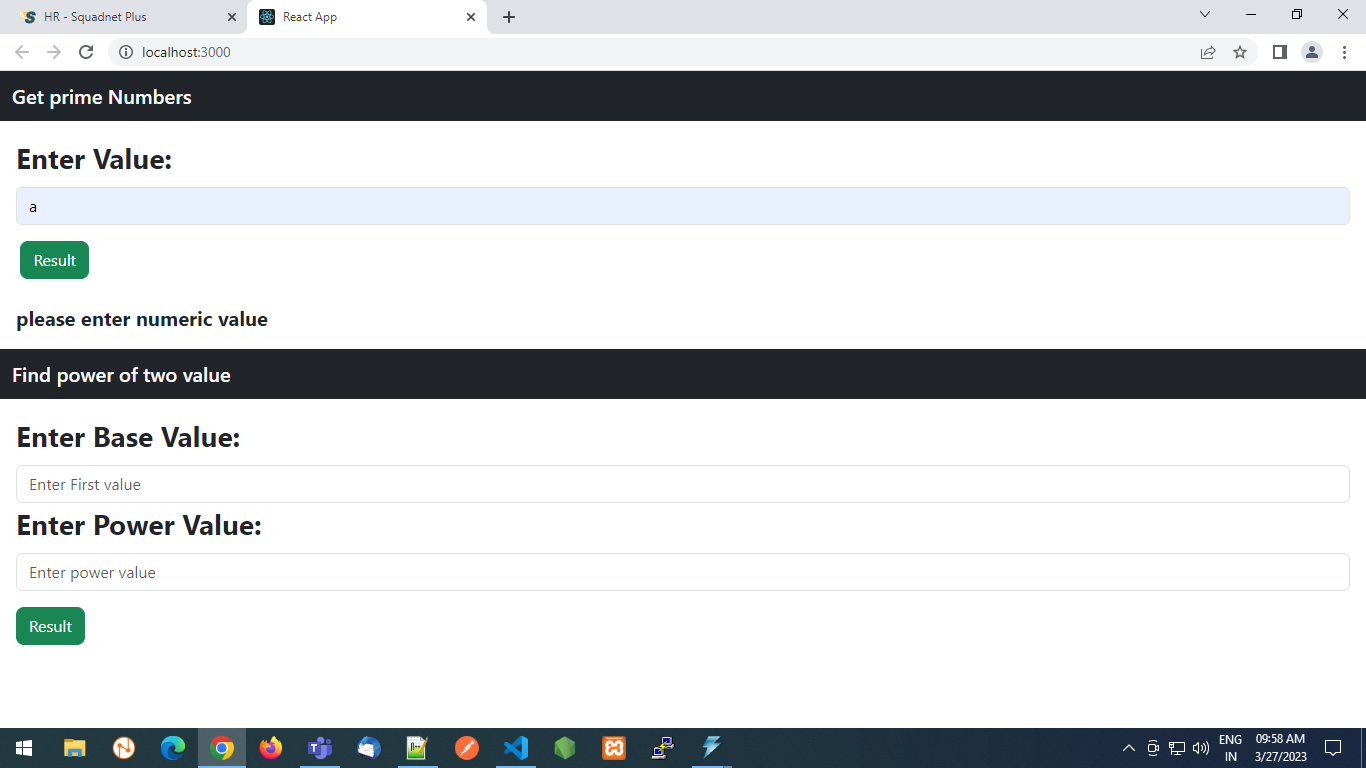 HR - Squadnet Plus
React App
localhost:3000
Get prime Numbers
Enter Value:
a
Result
please enter numeric value
Find power of two value
Enter Base Value:
Enter First value
Enter Power Value:
Enter power value
Result
ENG
IN
09:58 AM
3/27/2023